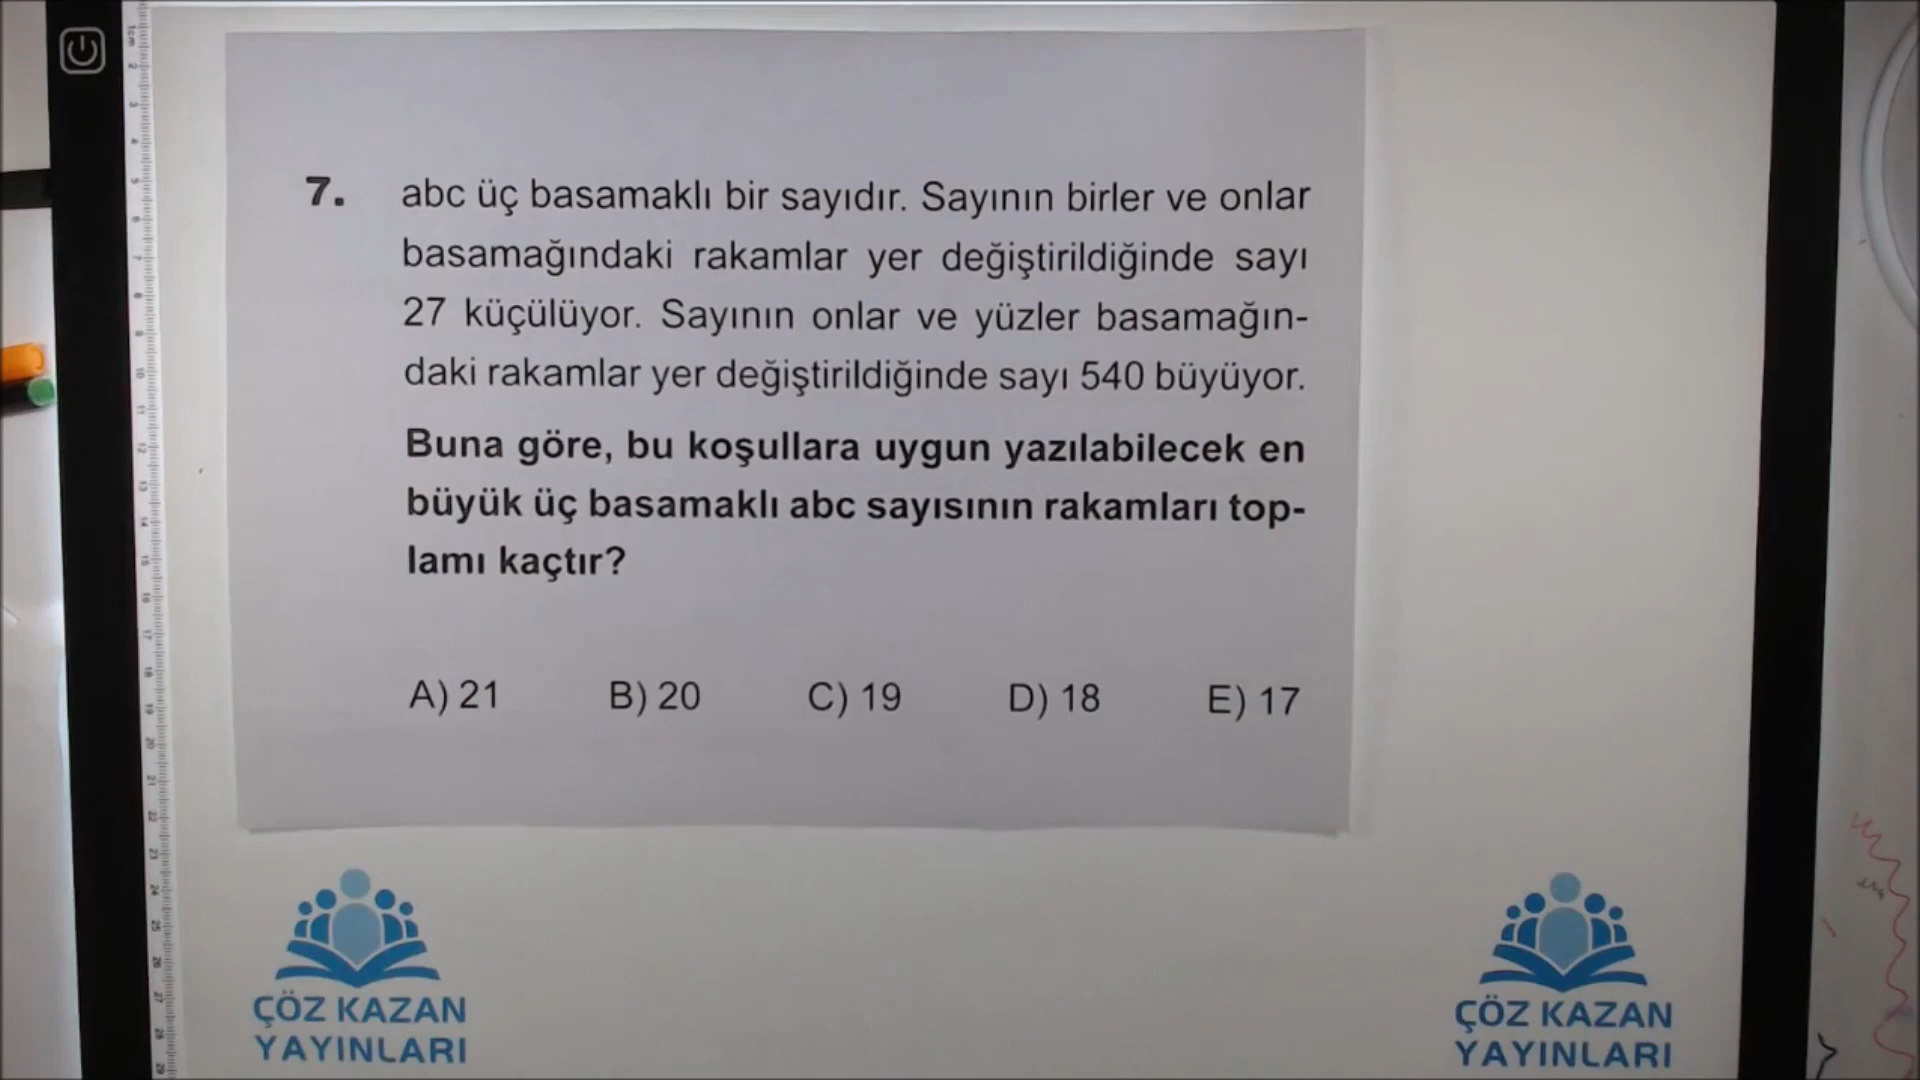 7. abc üç basamaklı bir sayıdır. Sayının birler ve onlar
basamağındaki rakamlar yer değiştirildiğinde sayı
27 küçülüyor. Sayının onlar ve yüzler basamağın-
daki rakamlar yer değiştirildiğinde sayı 540 büyüyor.
Buna göre, bu koşullara uygun yazılabilecek en
büyük üç basamaklı abc sayısının rakamları top-
lamı kaçtır?
A) 21 B) 20 C) 19 D) 18 E) 17
ÇÖZ KAZAN
YAYINLARI
ÇÖZ KAZAN
YAYINLARI